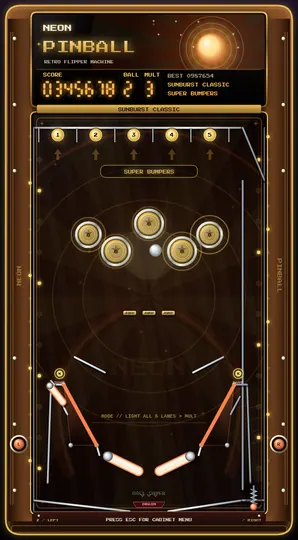 NEON
PINBALL
RETRO FLIPPER MACHINE
SCORE BALL MULT BEST 0987654
0345678 2 3 SUNBURST CLASSIC
SUPER BUMPERS
SUNBURST CLASSIC
1 2 3 4 5
SUPER BUMPERS
NEON
PINBALL
NEON
MODE // LIGHT ALL 5 LANES > MULT
PRESS ESC FOR CABINET MENU
/ LEFT
/ RIGHT